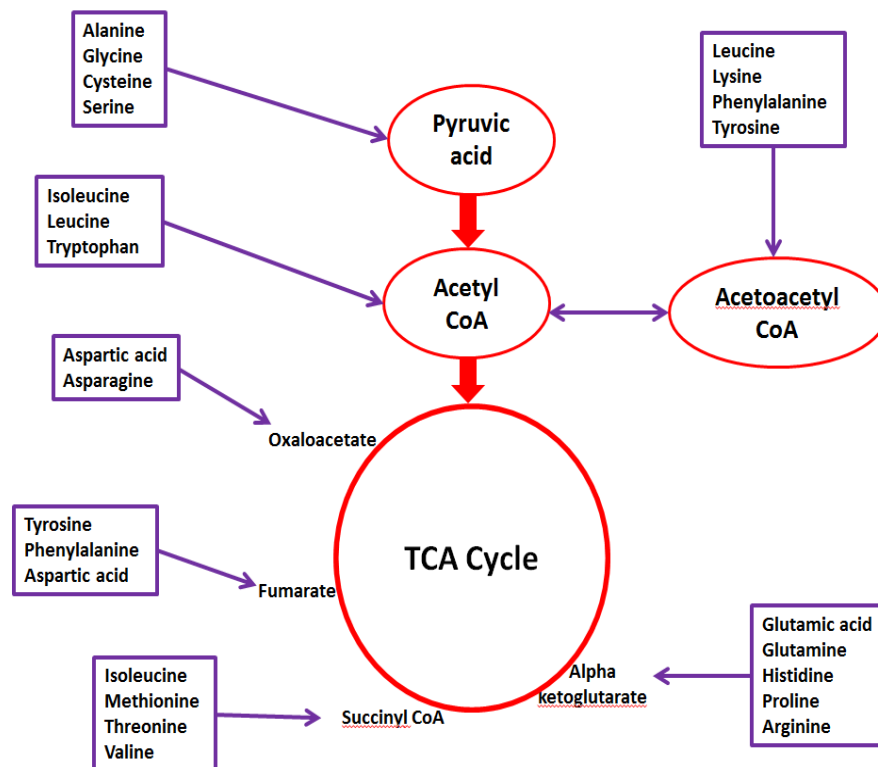 Alanine
Glycine
Cysteine
Serine
Leucine
Lysine
Phenylalanine
Tyrosine
Pyruvic
acid
Isoleucine
Leucine
Tryptophan
Acetyl
CoA
Acetoacetyl
CoA
Aspartic acid
Asparagine
Oxaloacetate
Tyrosine
Phenylalanine
Aspartic acid
TCA Cycle
Fumarate
Glutamic acid
Glutamine
Histidine
Proline
Arginine
Isoleucine
Methionine
Threonine
Valine
Alpha
ketoglutarate
Succinyl CoA